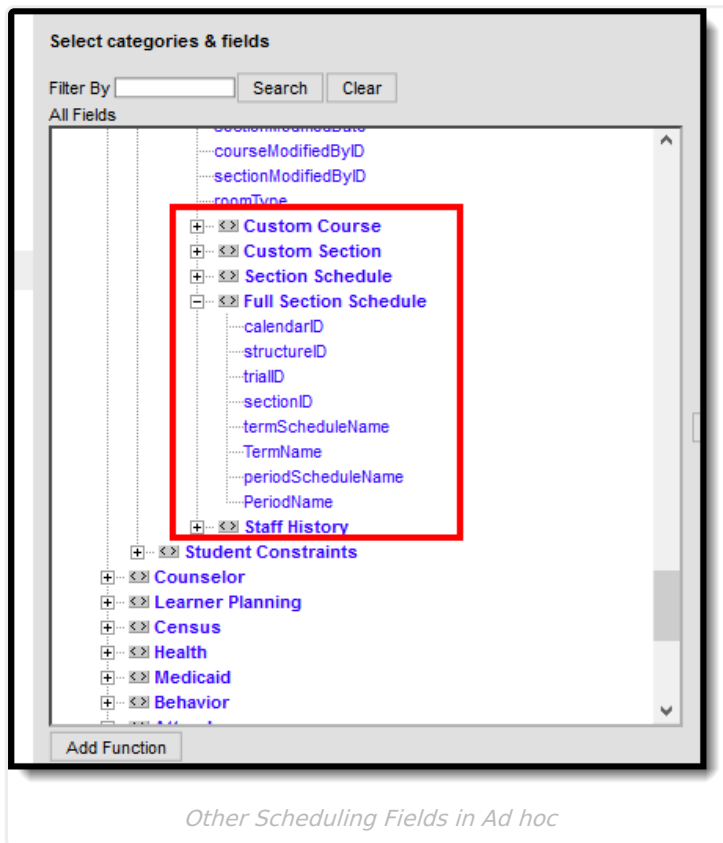 Select categories & fields
Filter By Search Clear
All Fields
courseModifiedByID
sectionModifiedByID
roomType
Custom Course
Custom Section
Section Schedule
Full Section Schedule
calendarID
structureID
trialID
sectionID
termScheduleName
TermName
periodScheduleName
PeriodName
Staff History
Student Constraints
Counselor
Learner Planning
Census
Health
Medicaid
Behavior
Add Function
Other Scheduling Fields in Ad hoc